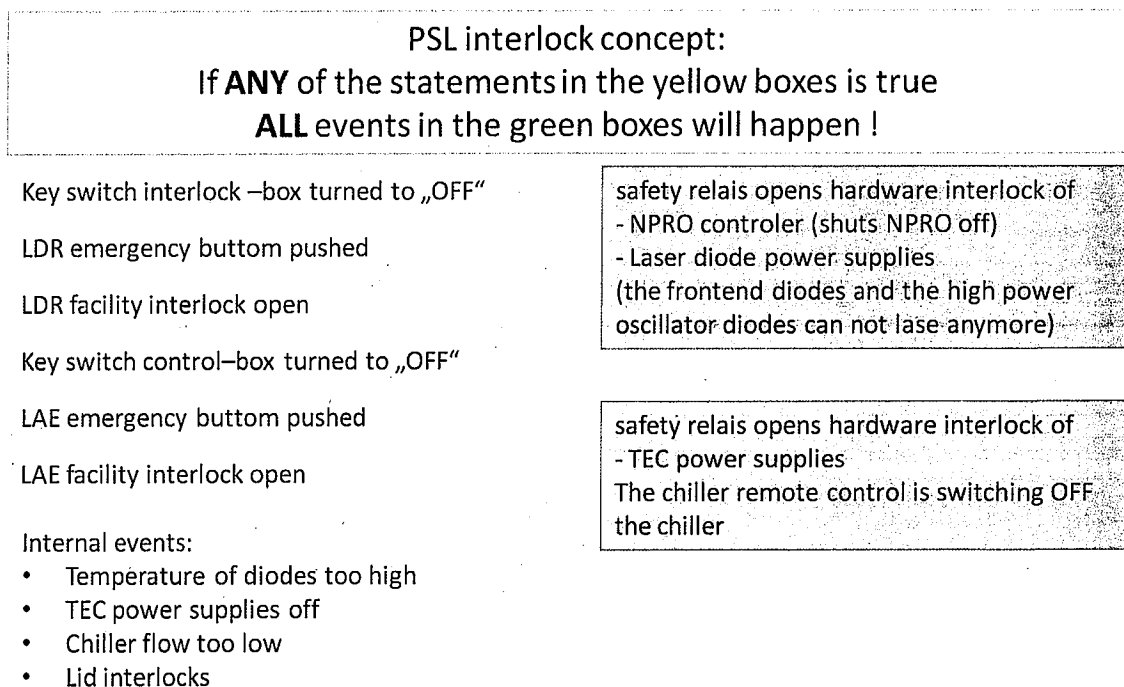 PSL interlock concept:
If ANY of the statements in the yellow boxes is true
ALL events in the green boxes will happen !
Key switch interlock –box turned to „OFF“
LDR emergency buttom pushed
LDR facility interlock open
Key switch control–box turned to „OFF“
LAE emergency buttom pushed
LAE facility interlock open
Internal events:
• Temperature of diodes too high
• TEC power supplies off
• Chiller flow too low
• Lid interlocks
safety relais opens hardware interlock of
- NPRO controler (shuts NPRO off)
- Laser diode power supplies
(the frontend diodes and the high power
oscillator diodes can not lase anymore)
safety relais opens hardware interlock of
- TEC power supplies
The chiller remote control is switching OFF
the chiller